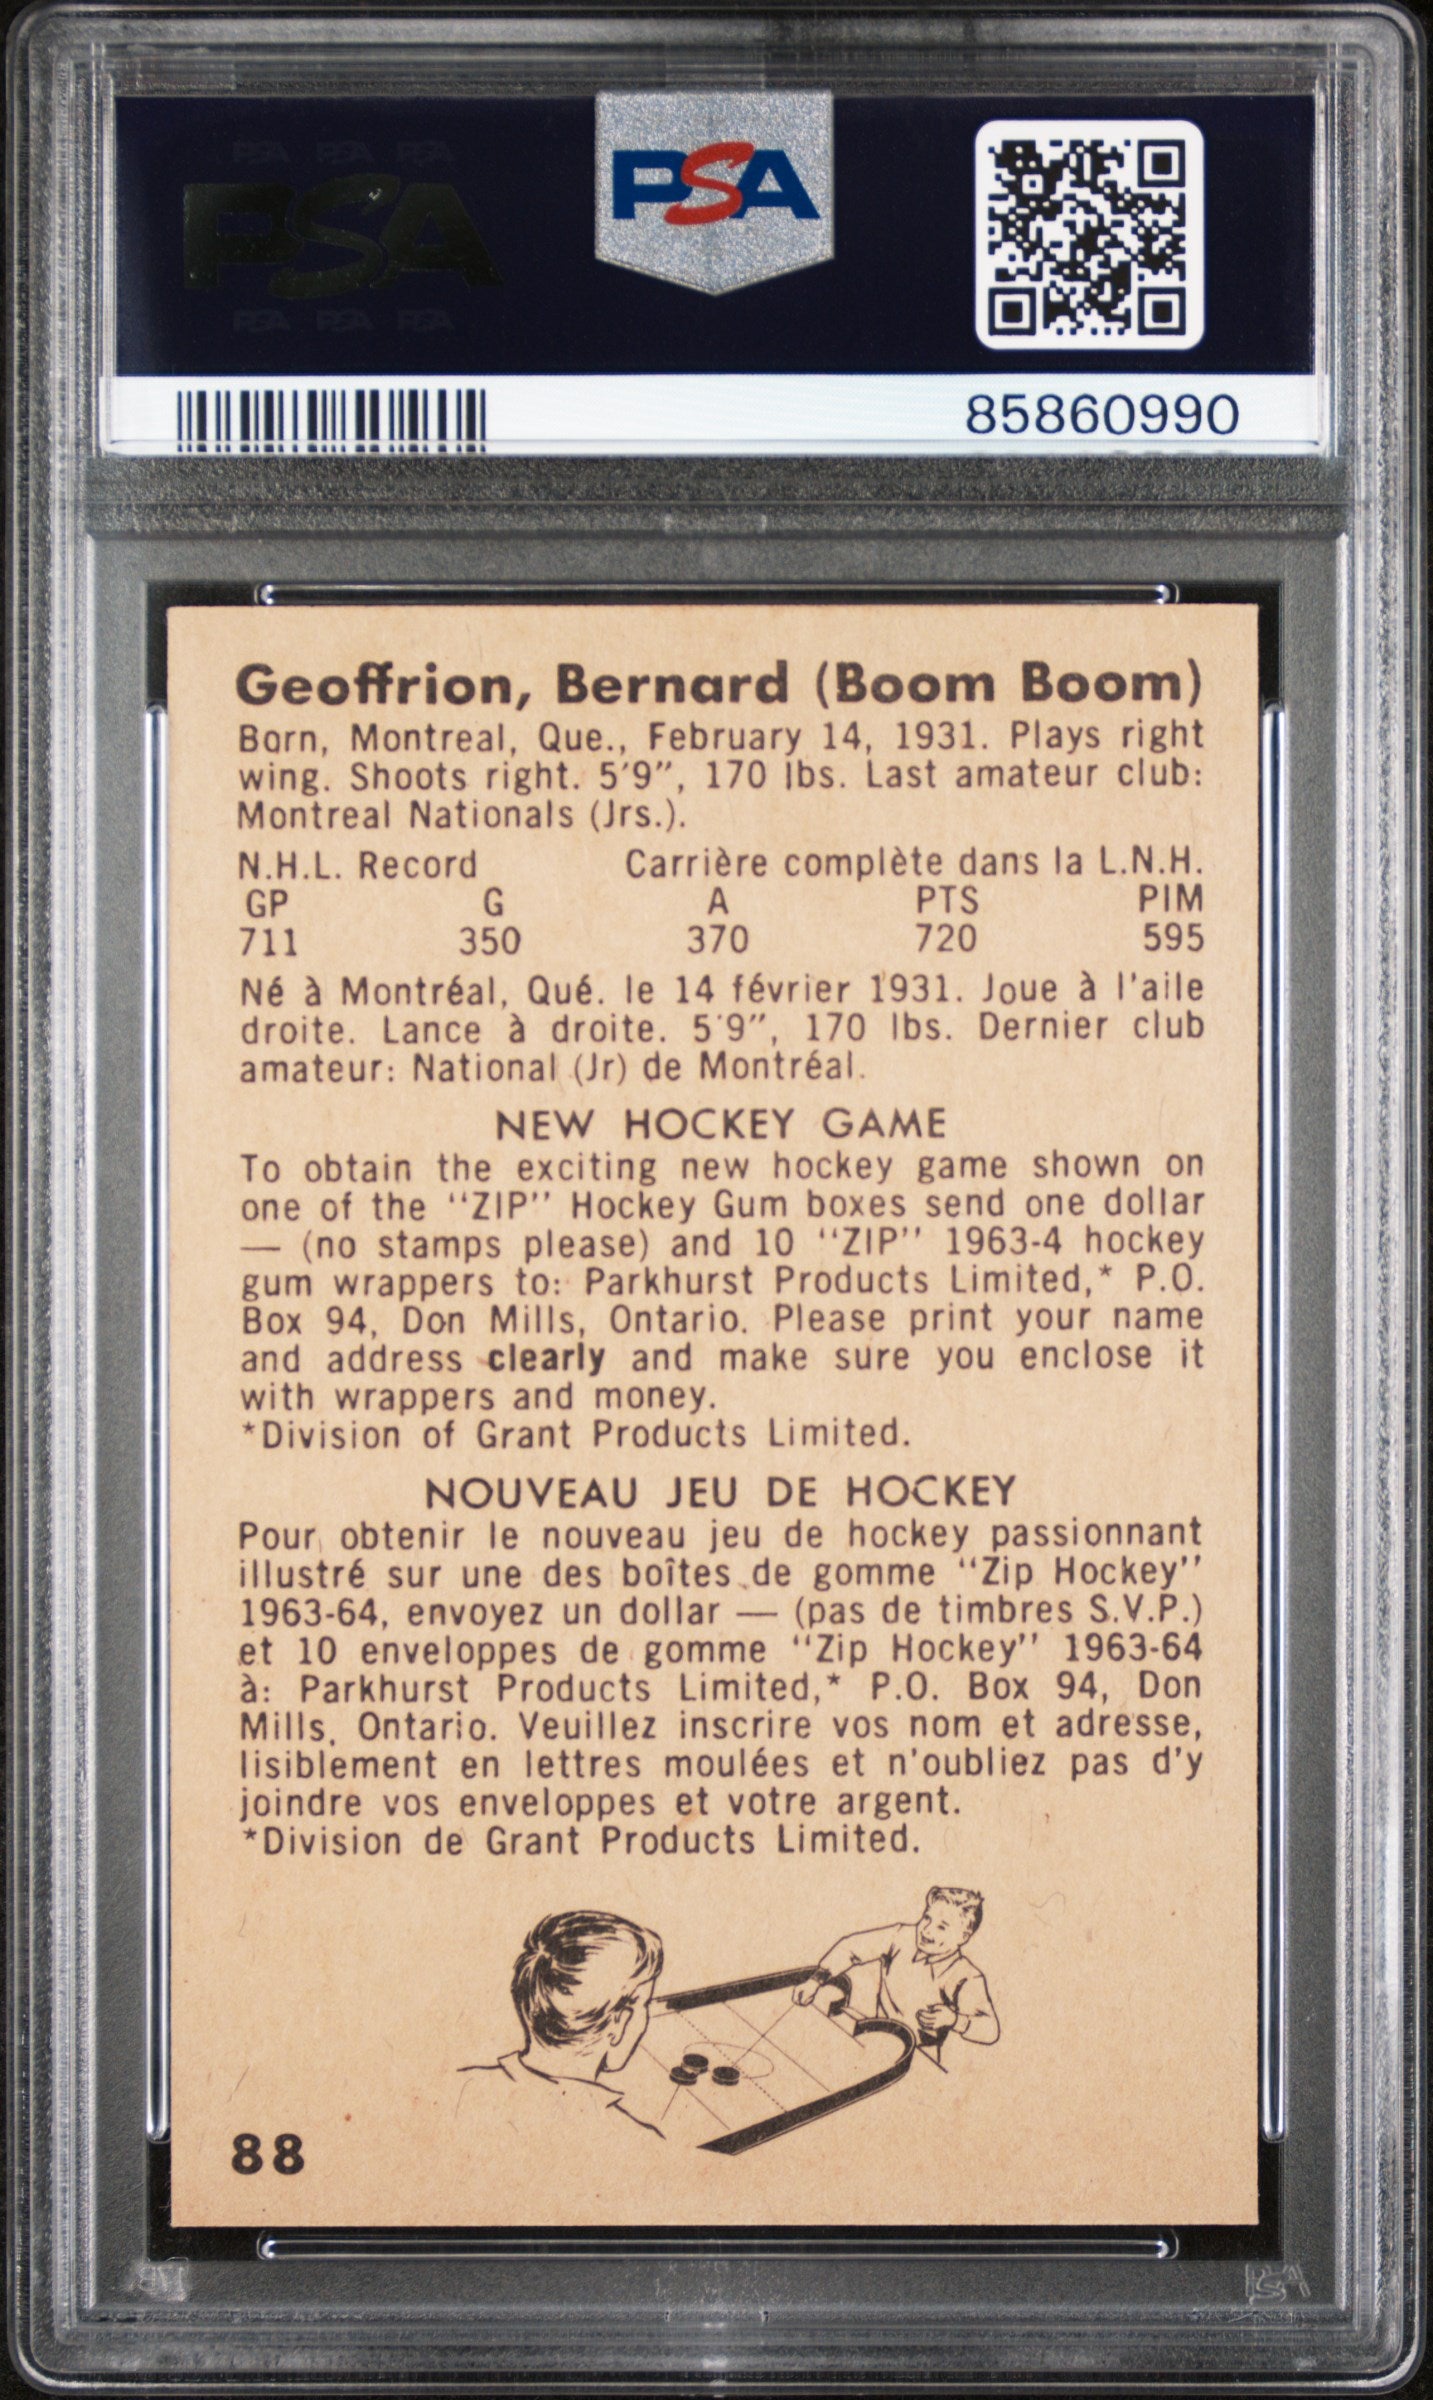 PSA PSA PSA
PSA
PSA PSA PSA
PSA
85860990
Geoffrion, Bernard (Boom Boom)
Born, Montreal, Que., February 14, 1931. Plays right
wing. Shoots right. 5'9", 170 lbs. Last amateur club:
Montreal Nationals (Jrs.).
N.H.L. Record Carrière complète dans la L.N.H.
GP G A PTS PIM
711 350 370 720 595
Né à Montréal, Qué. le 14 février 1931. Joue à l'aile
droite. Lance à droite. 5'9", 170 lbs. Dernier club
amateur: National (Jr) de Montréal.
NEW HOCKEY GAME
To obtain the exciting new hockey game shown on
one of the "ZIP" Hockey Gum boxes send one dollar
— (no stamps please) and 10 "ZIP" 1963-4 hockey
gum wrappers to: Parkhurst Products Limited,* P.O.
Box 94, Don Mills, Ontario. Please print your name
and address clearly and make sure you enclose it
with wrappers and money.
*Division of Grant Products Limited.
NOUVEAU JEU DE HOCKEY
Pour obtenir le nouveau jeu de hockey passionnant
illustré sur une des boîtes de gomme "Zip Hockey"
1963-64, envoyez un dollar — (pas de timbres S.V.P.)
et 10 enveloppes de gomme "Zip Hockey" 1963-64
à: Parkhurst Products Limited,* P.O. Box 94, Don
Mills, Ontario. Veuillez inscrire vos nom et adresse,
lisiblement en lettres moulées et n'oubliez pas d'y
joindre vos enveloppes et votre argent.
*Division de Grant Products Limited.
88
PSA